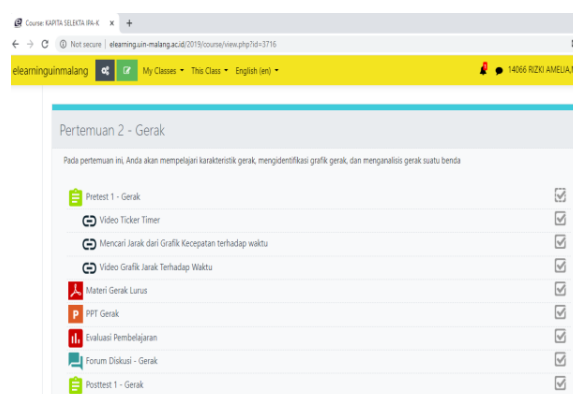 Course: KAPITA SELEKTA IPA-K
Not secure | elearning.uin-malang.ac.id/2019/course/view.php?id=3716
elearninguinmalang My Classes This Class English (en) 14066 RIZKI AMELIA,
Pertemuan 2 - Gerak
Pada pertemuan ini, Anda akan mempelajari karakteristik gerak, mengidentifikasi grafik gerak, dan menganalisis gerak suatu benda
Pretest 1 - Gerak
Video Ticker Timer
Mencari Jarak dari Grafik Kecepatan terhadap waktu
Video Grafik Jarak Terhadap Waktu
Materi Gerak Lurus
PPT Gerak
Evaluasi Pembelajaran
Forum Diskusi - Gerak
Posttest 1 - Gerak